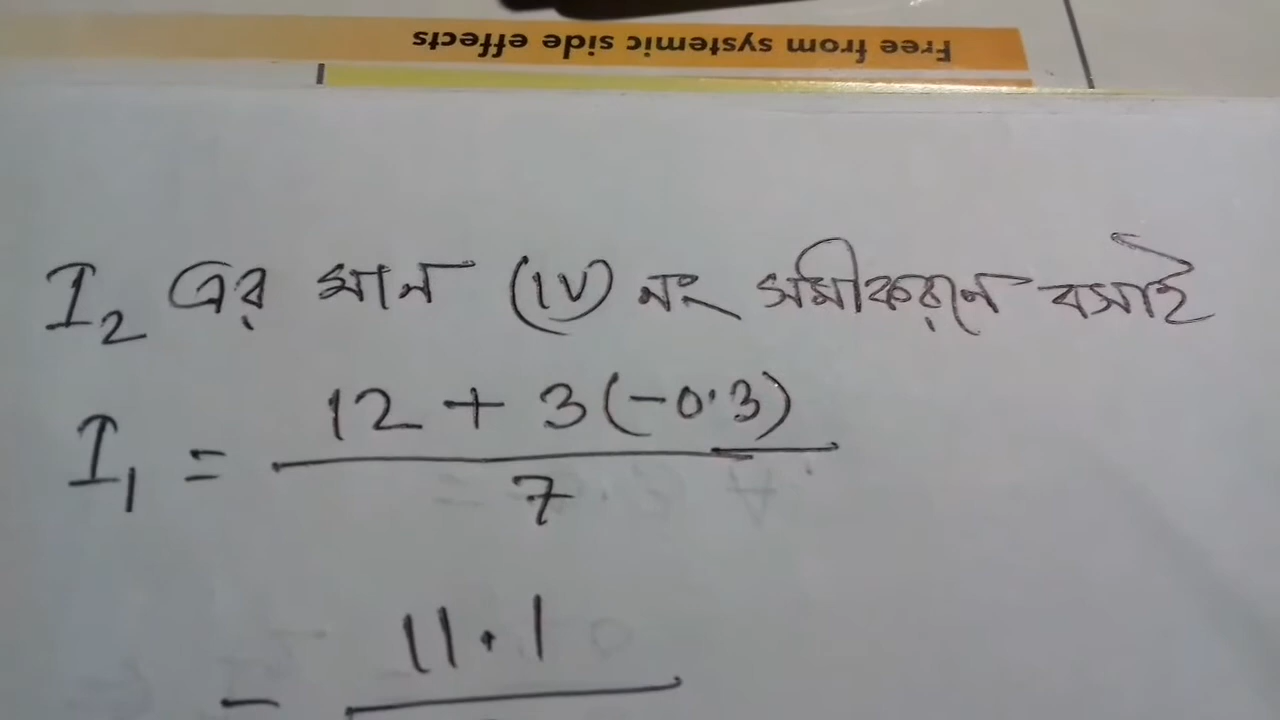 Free from systemic side effects
I₂ এর মান (IV) নং সমীকরণে বসাই
I₁ = 12 + 3(-0.3) / 7
= 11.1